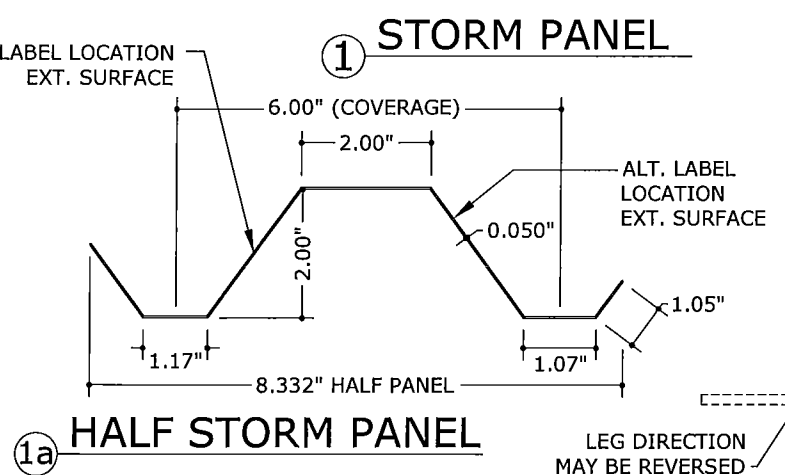 1 STORM PANEL
LABEL LOCATION
EXT. SURFACE
6.00" (COVERAGE)
2.00"
ALT. LABEL
LOCATION
EXT. SURFACE
0.050"
2.00"
1.05"
1.17"
1.07"
8.332" HALF PANEL
1a HALF STORM PANEL
LEG DIRECTION
MAY BE REVERSED